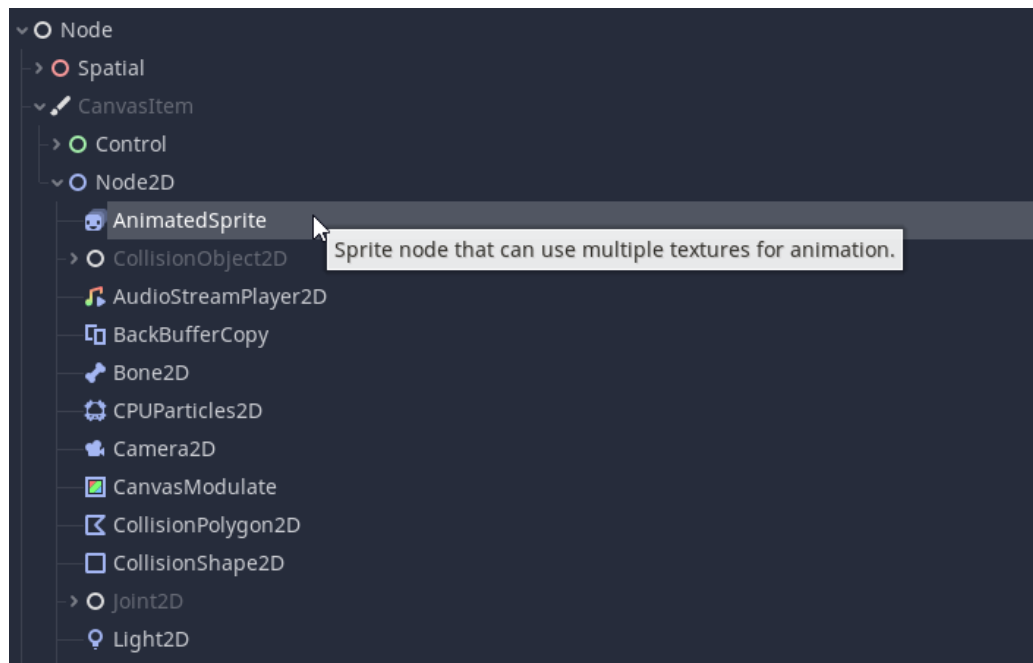 Node
Spatial
CanvasItem
Control
Node2D
AnimatedSprite
Sprite node that can use multiple textures for animation.
CollisionObject2D
AudioStreamPlayer2D
BackBufferCopy
Bone2D
CPUParticles2D
Camera2D
CanvasModulate
CollisionPolygon2D
CollisionShape2D
Joint2D
Light2D